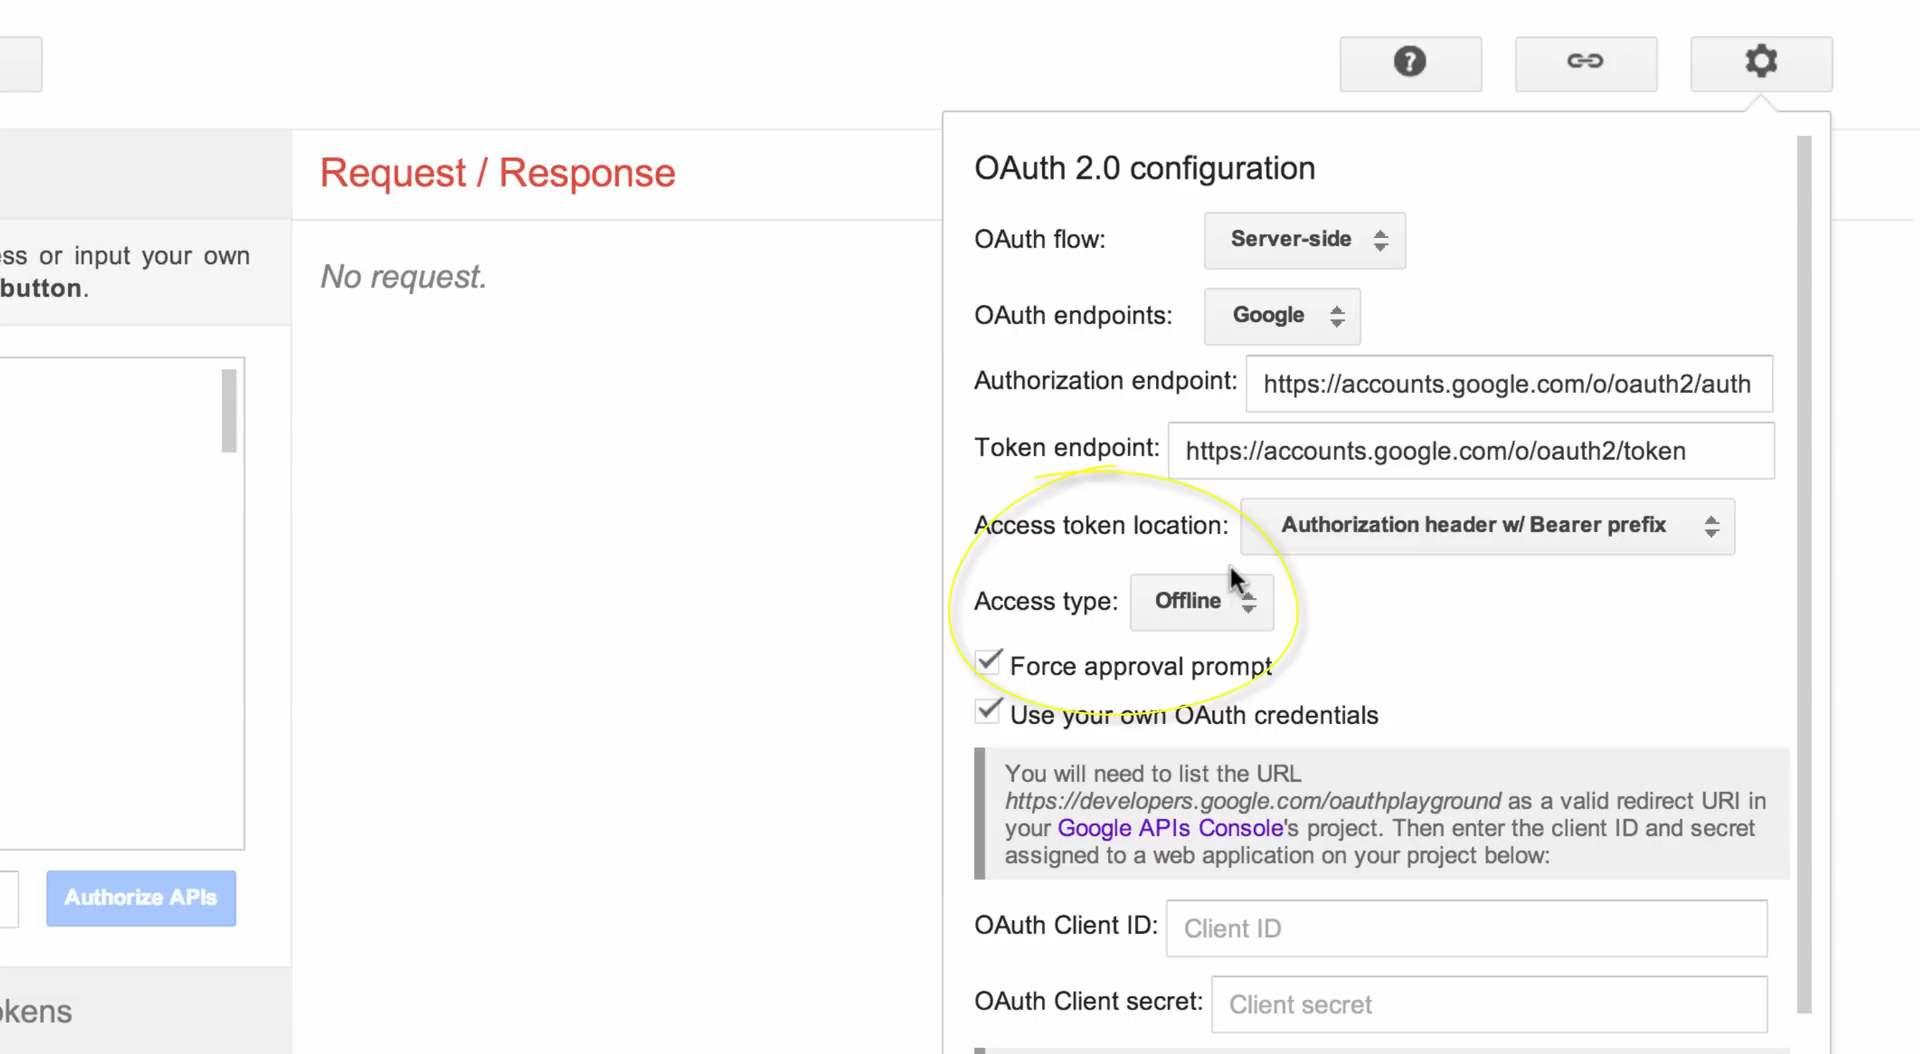 Request / Response
ess or input your own
button.
No request.
Authorize APIs
okens
OAuth 2.0 configuration
OAuth flow: Server-side
OAuth endpoints: Google
Authorization endpoint: https://accounts.google.com/o/oauth2/auth
Token endpoint: https://accounts.google.com/o/oauth2/token
Access token location: Authorization header w/ Bearer prefix
Access type: Offline
Force approval prompt
Use your own OAuth credentials
You will need to list the URL
https://developers.google.com/oauthplayground as a valid redirect URI in
your Google APIs Console's project. Then enter the client ID and secret
assigned to a web application on your project below:
OAuth Client ID: Client ID
OAuth Client secret: Client secret